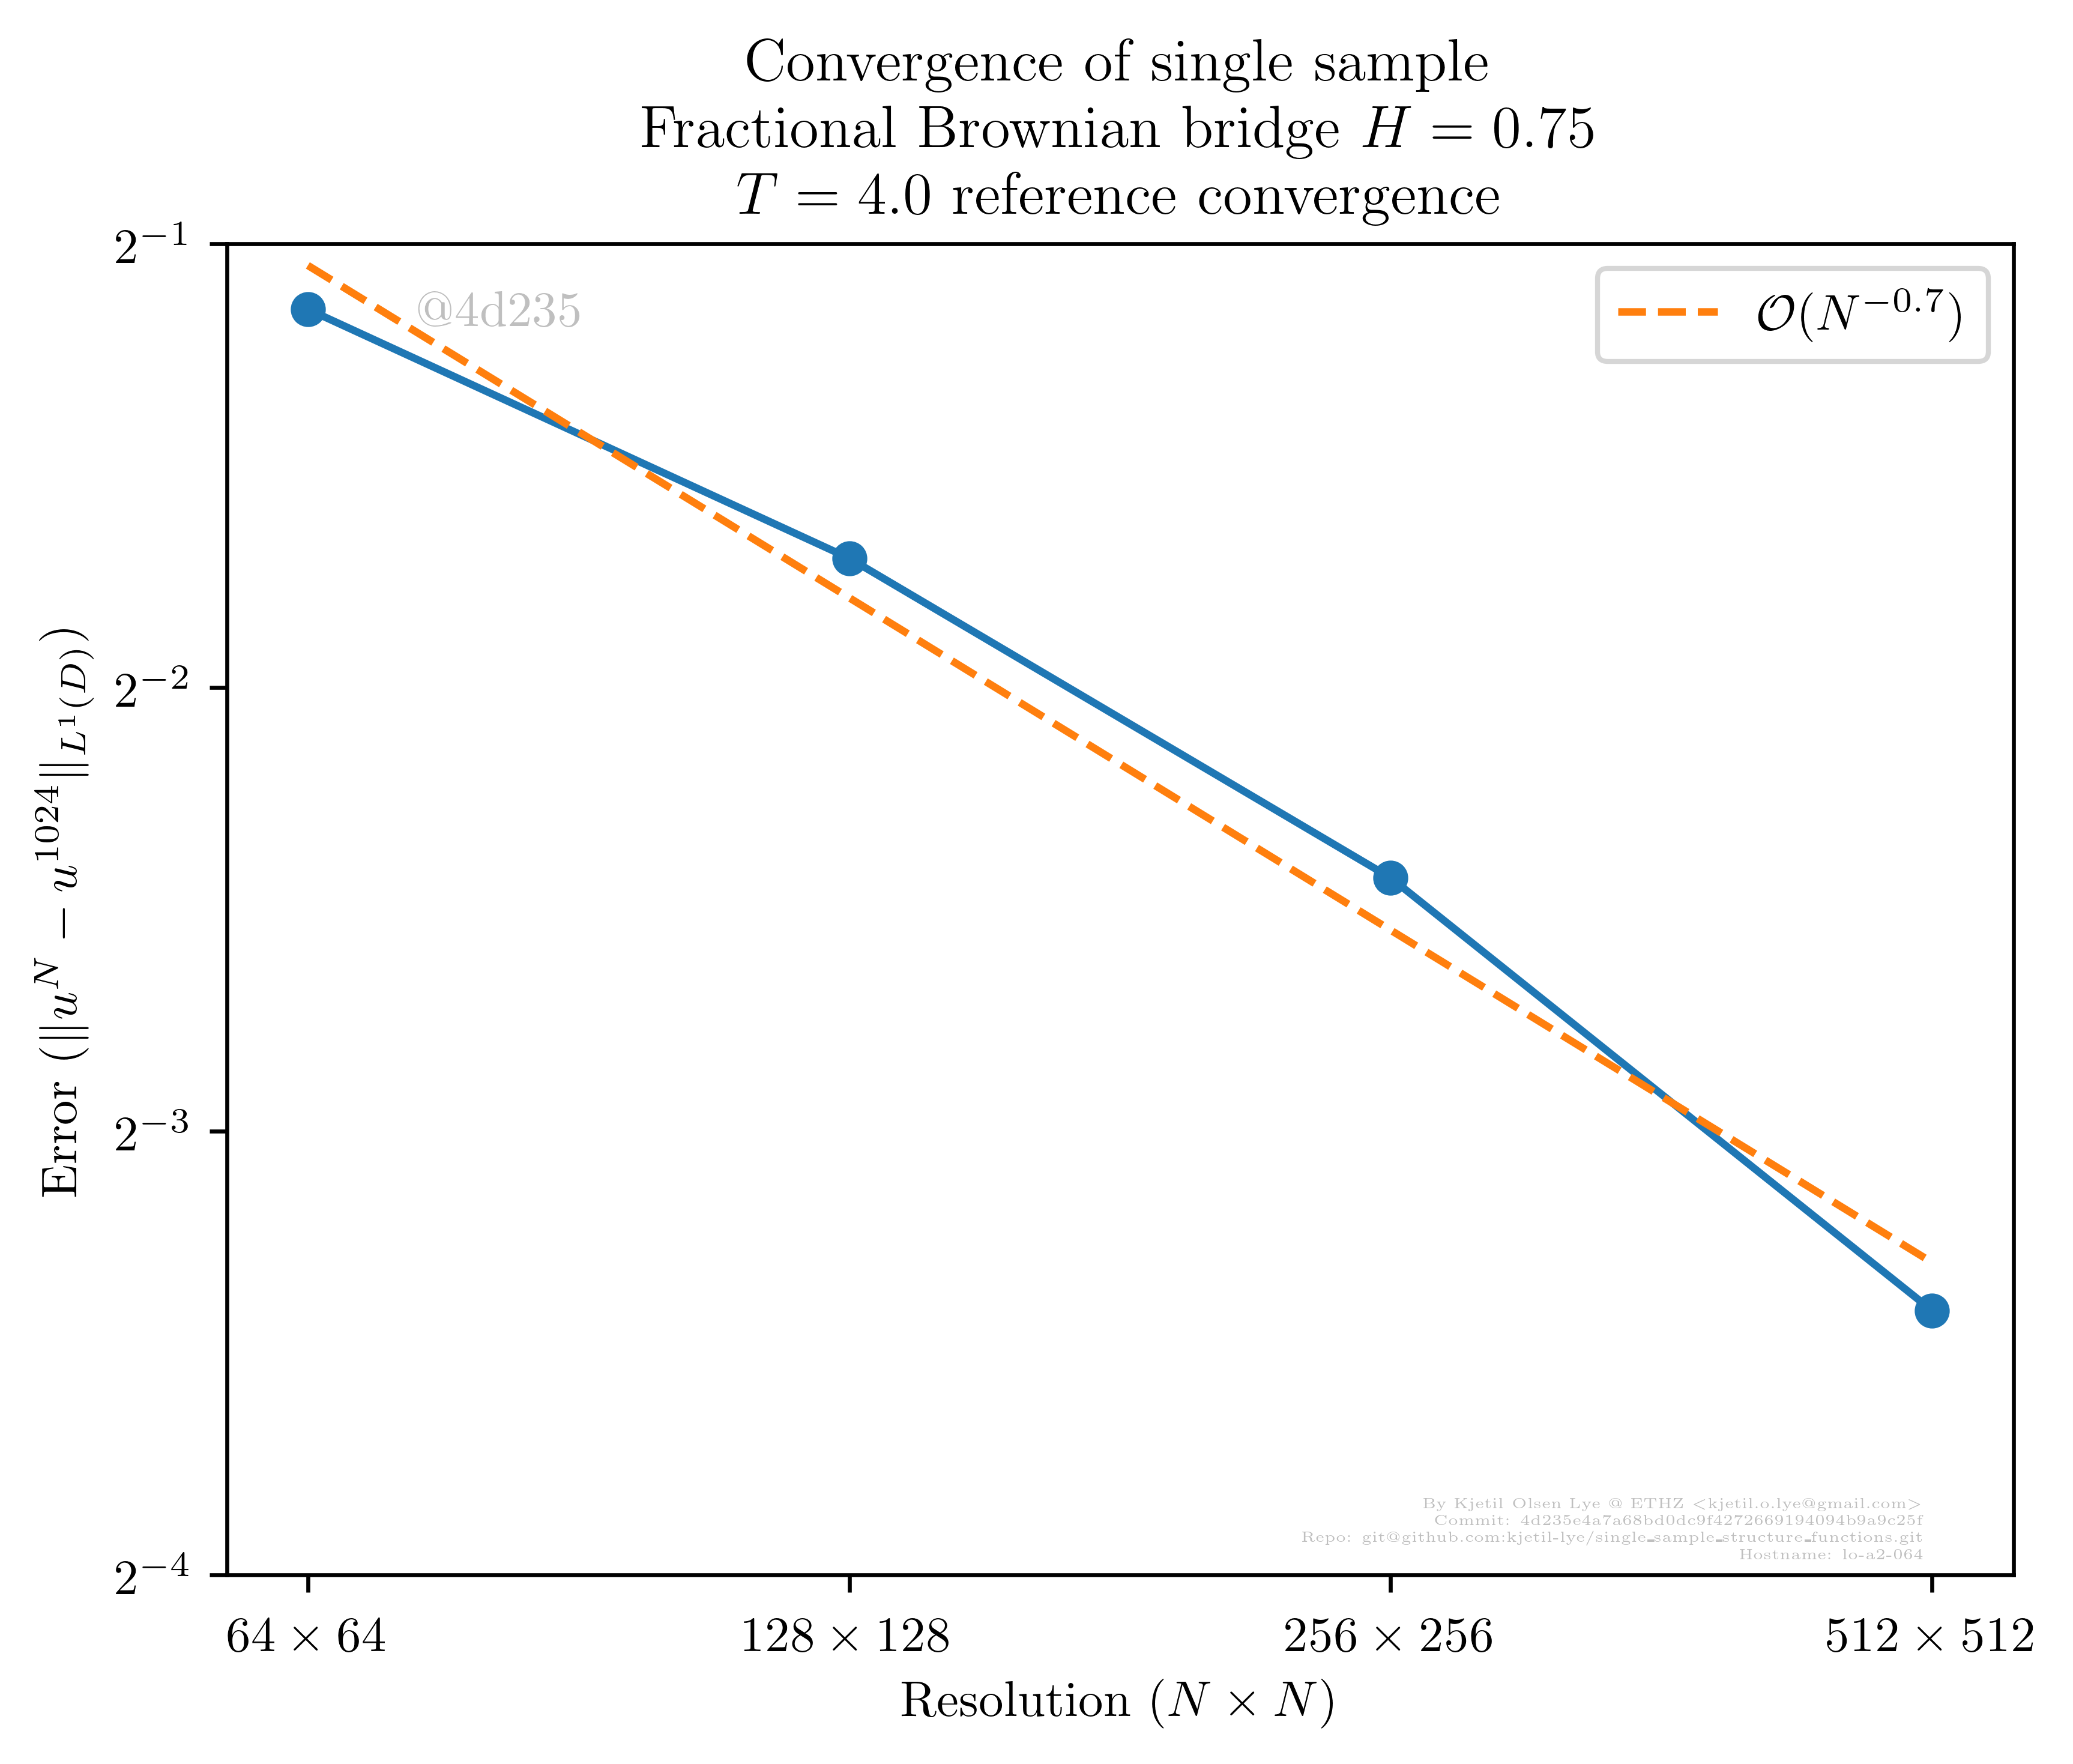 Convergence of single sample
Fractional Brownian bridge H = 0.75
T = 4.0 reference convergence
2⁻¹
@4d235
O(N⁻⁰·⁷)
2⁻²
Error (||uᴺ − u¹⁰²⁴||_{L¹(D)})
2⁻³
2⁻⁴
By Kjetil Olsen Lye @ ETHZ <kjetil.o.lye@gmail.com>
Commit: 4d235e4a7a68bd0dc9f4272669194094b9a9c25f
Repo: git@github.com:kjetil-lye/single_sample_structure_functions.git
Hostname: lo-a2-064
64 × 64
128 × 128
256 × 256
512 × 512
Resolution (N × N)